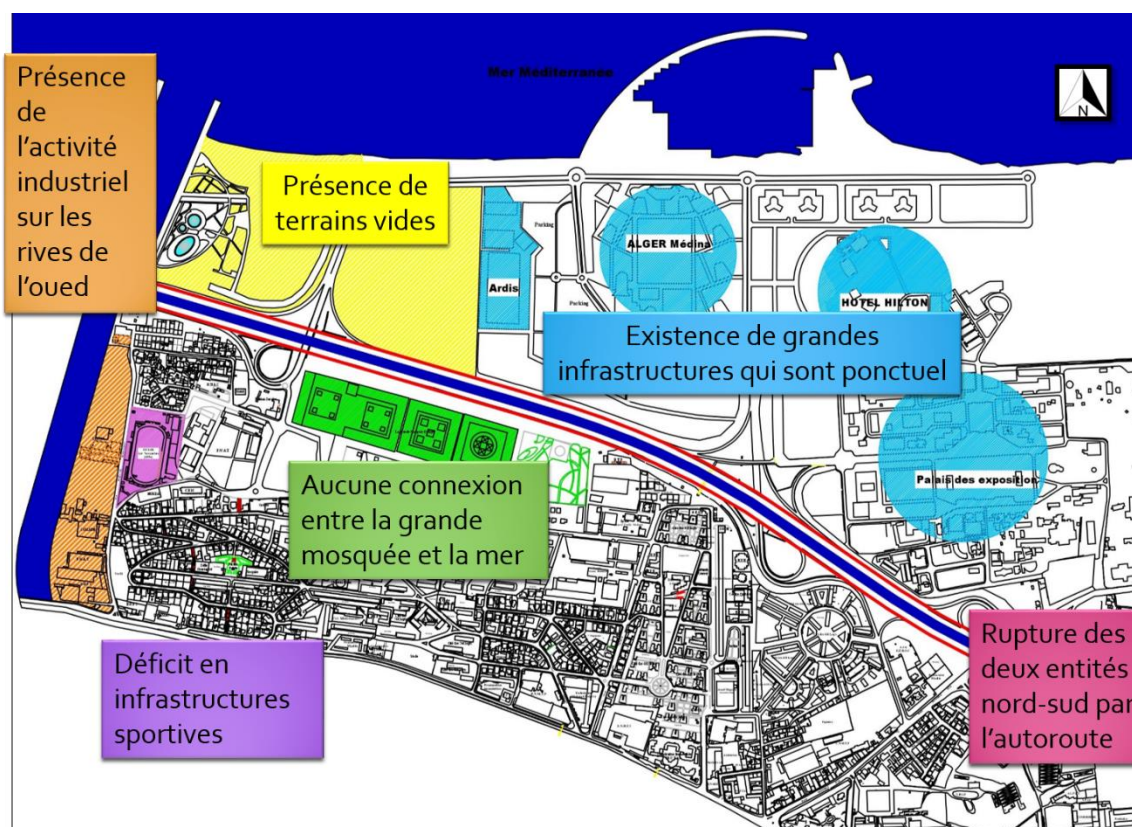 Présence
de
l'activité
industriel
sur les
rives de
l'oued
Mer Méditerranée
N
Présence de
terrains vides
Parking
ALGER Médina
Ardis
Parking
HOTEL HILTON
Existence de grandes
infrastructures qui sont ponctuel
Palais des exposition
Aucune connexion
entre la grande
mosquée et la mer
Déficit en
infrastructures
sportives
Rupture des
deux entités
nord-sud par
l'autoroute